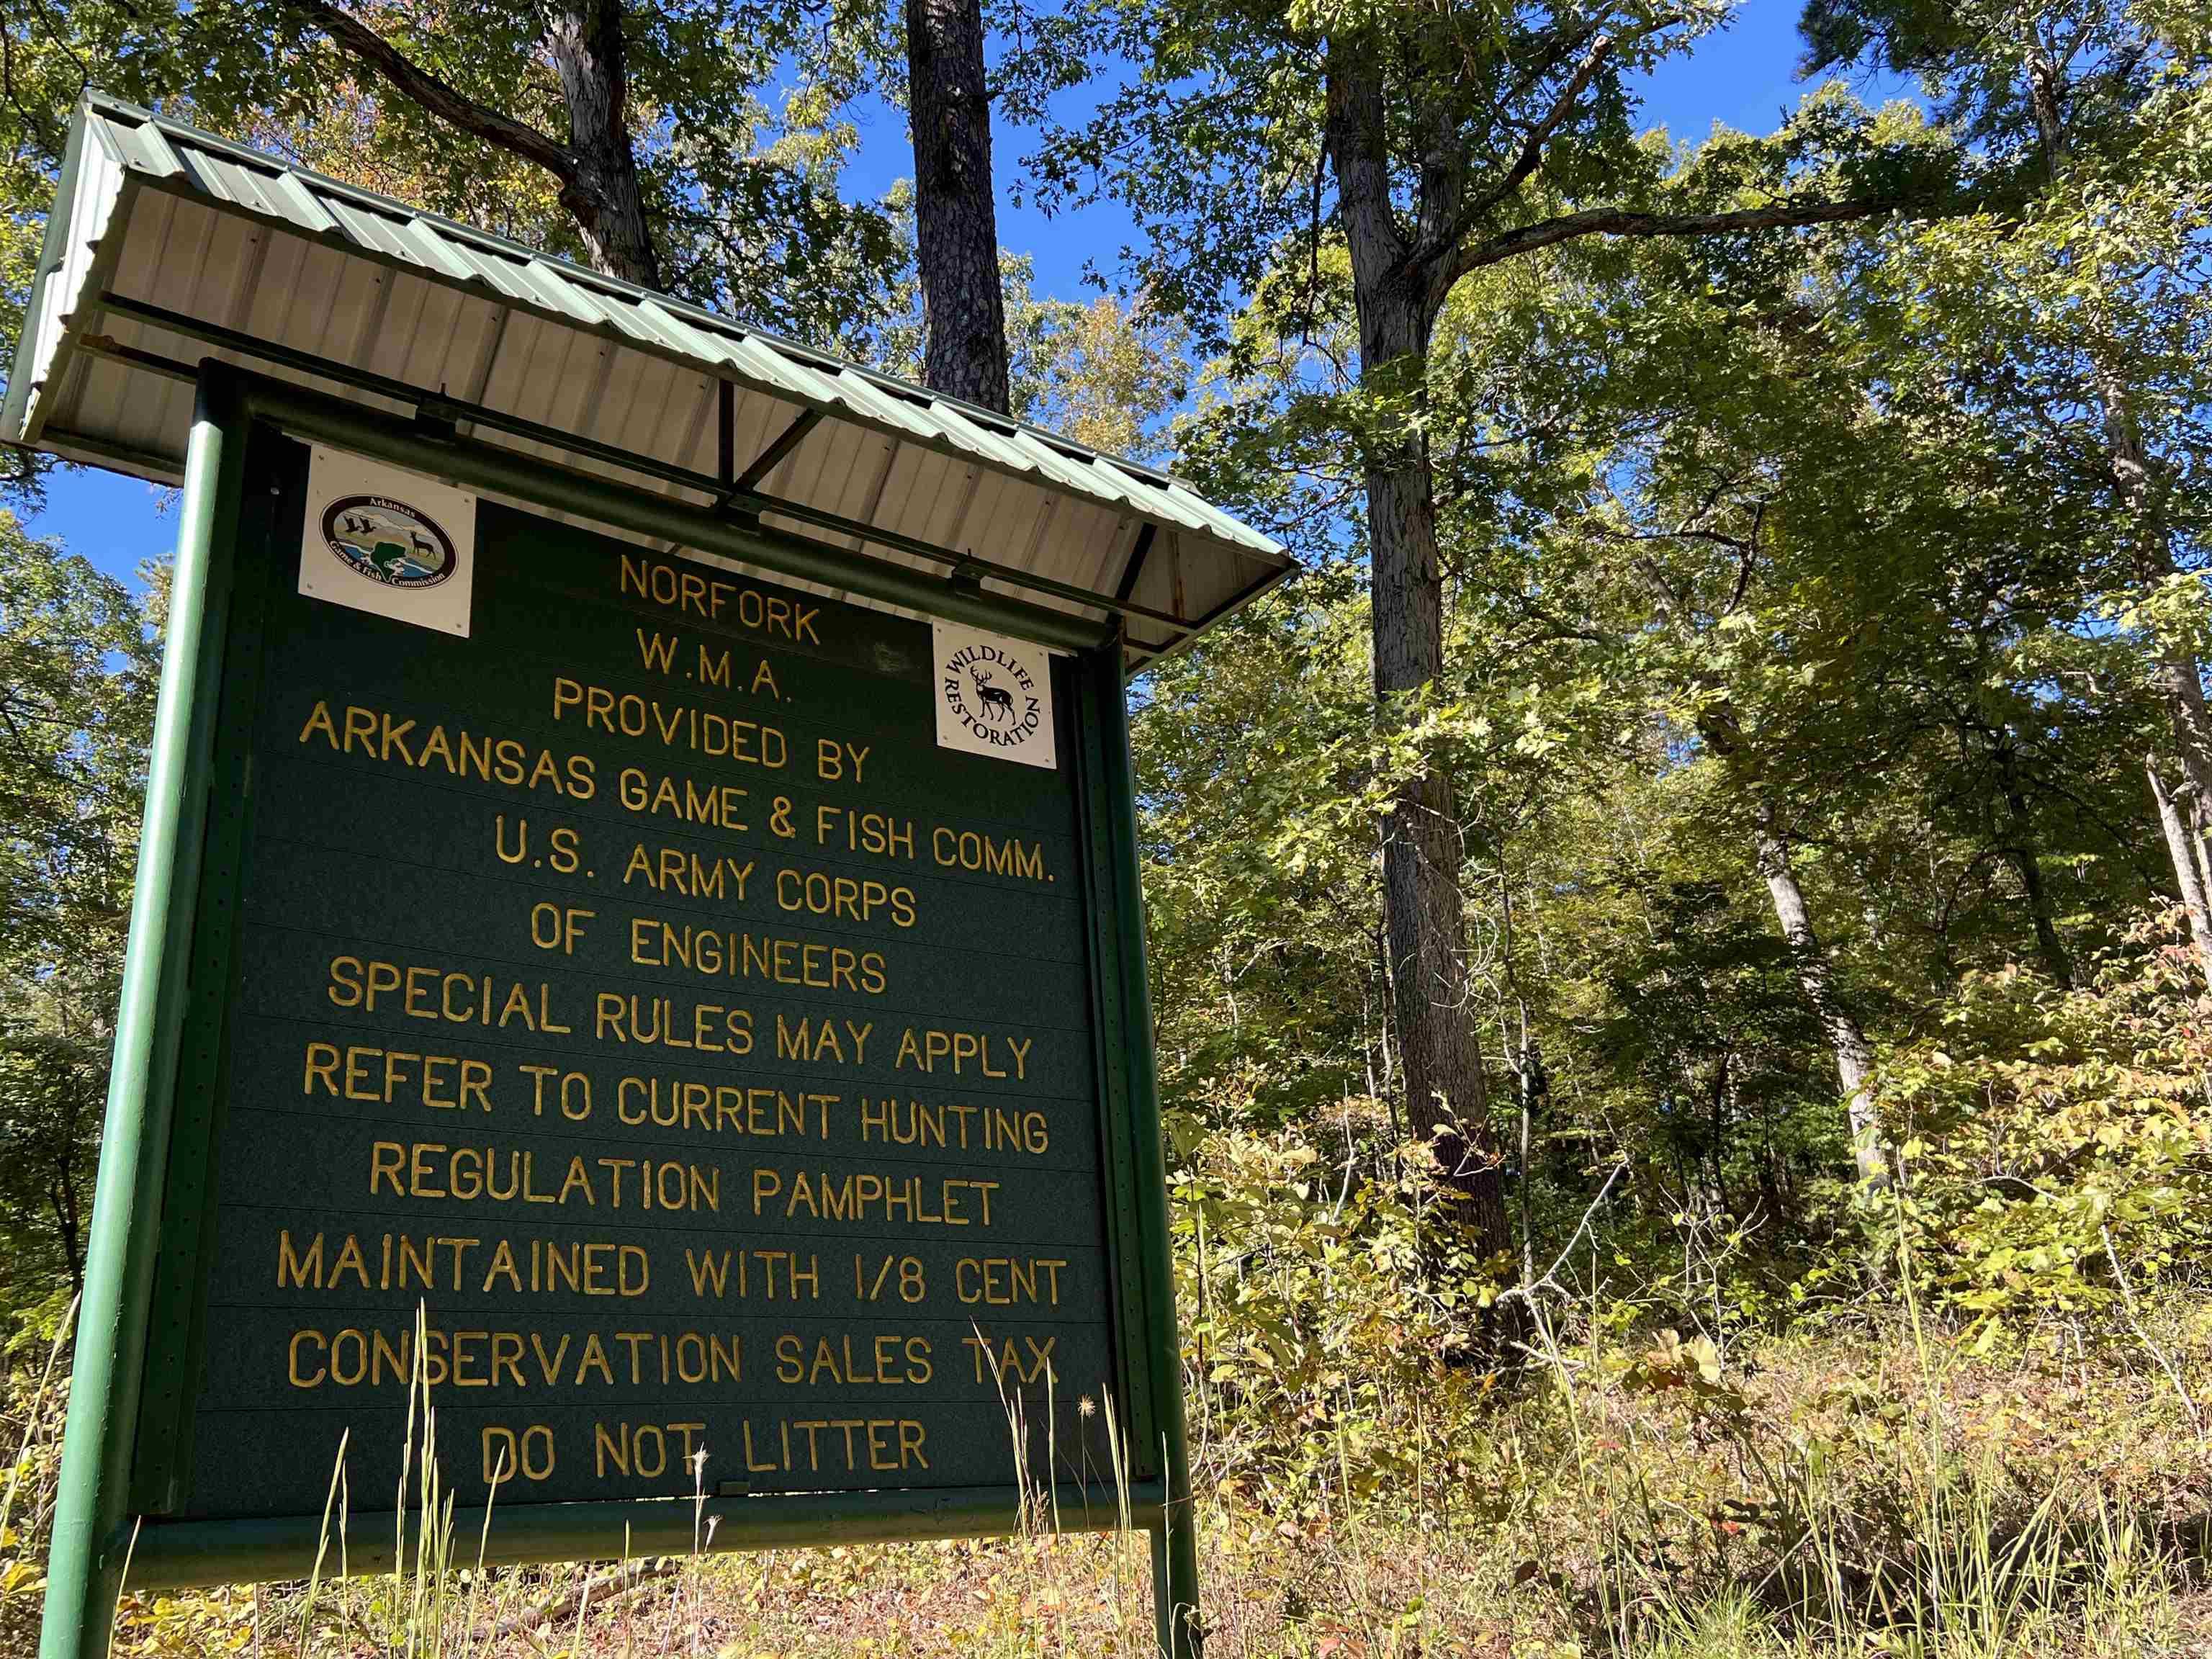 Arkansas
Game & Fish Commission
WILDLIFE
RESTORATION
NORFORK
W.M.A.
PROVIDED BY
ARKANSAS GAME & FISH COMM.
U.S. ARMY CORPS
OF ENGINEERS
SPECIAL RULES MAY APPLY
REFER TO CURRENT HUNTING
REGULATION PAMPHLET
MAINTAINED WITH 1/8 CENT
CONSERVATION SALES TAX
DO NOT LITTER